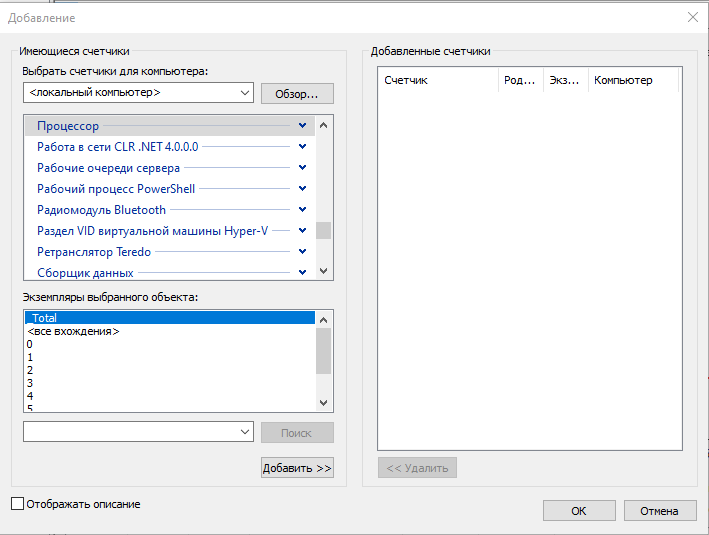 Добавление
Имеющиеся счетчики
Выбрать счетчики для компьютера:
<локальный компьютер>
Обзор...
Процессор
Работа в сети CLR .NET 4.0.0.0
Рабочие очереди сервера
Рабочий процесс PowerShell
Радиомодуль Bluetooth
Раздел VID виртуальной машины Hyper-V
Ретранслятор Teredo
Сборщик данных
Экземпляры выбранного объекта:
_Total
<все вхождения>
0
1
2
3
4
5
Поиск
Добавить >>
Отображать описание
Добавленные счетчики
Счетчик Род... Экз... Компьютер
<< Удалить
ОК
Отмена